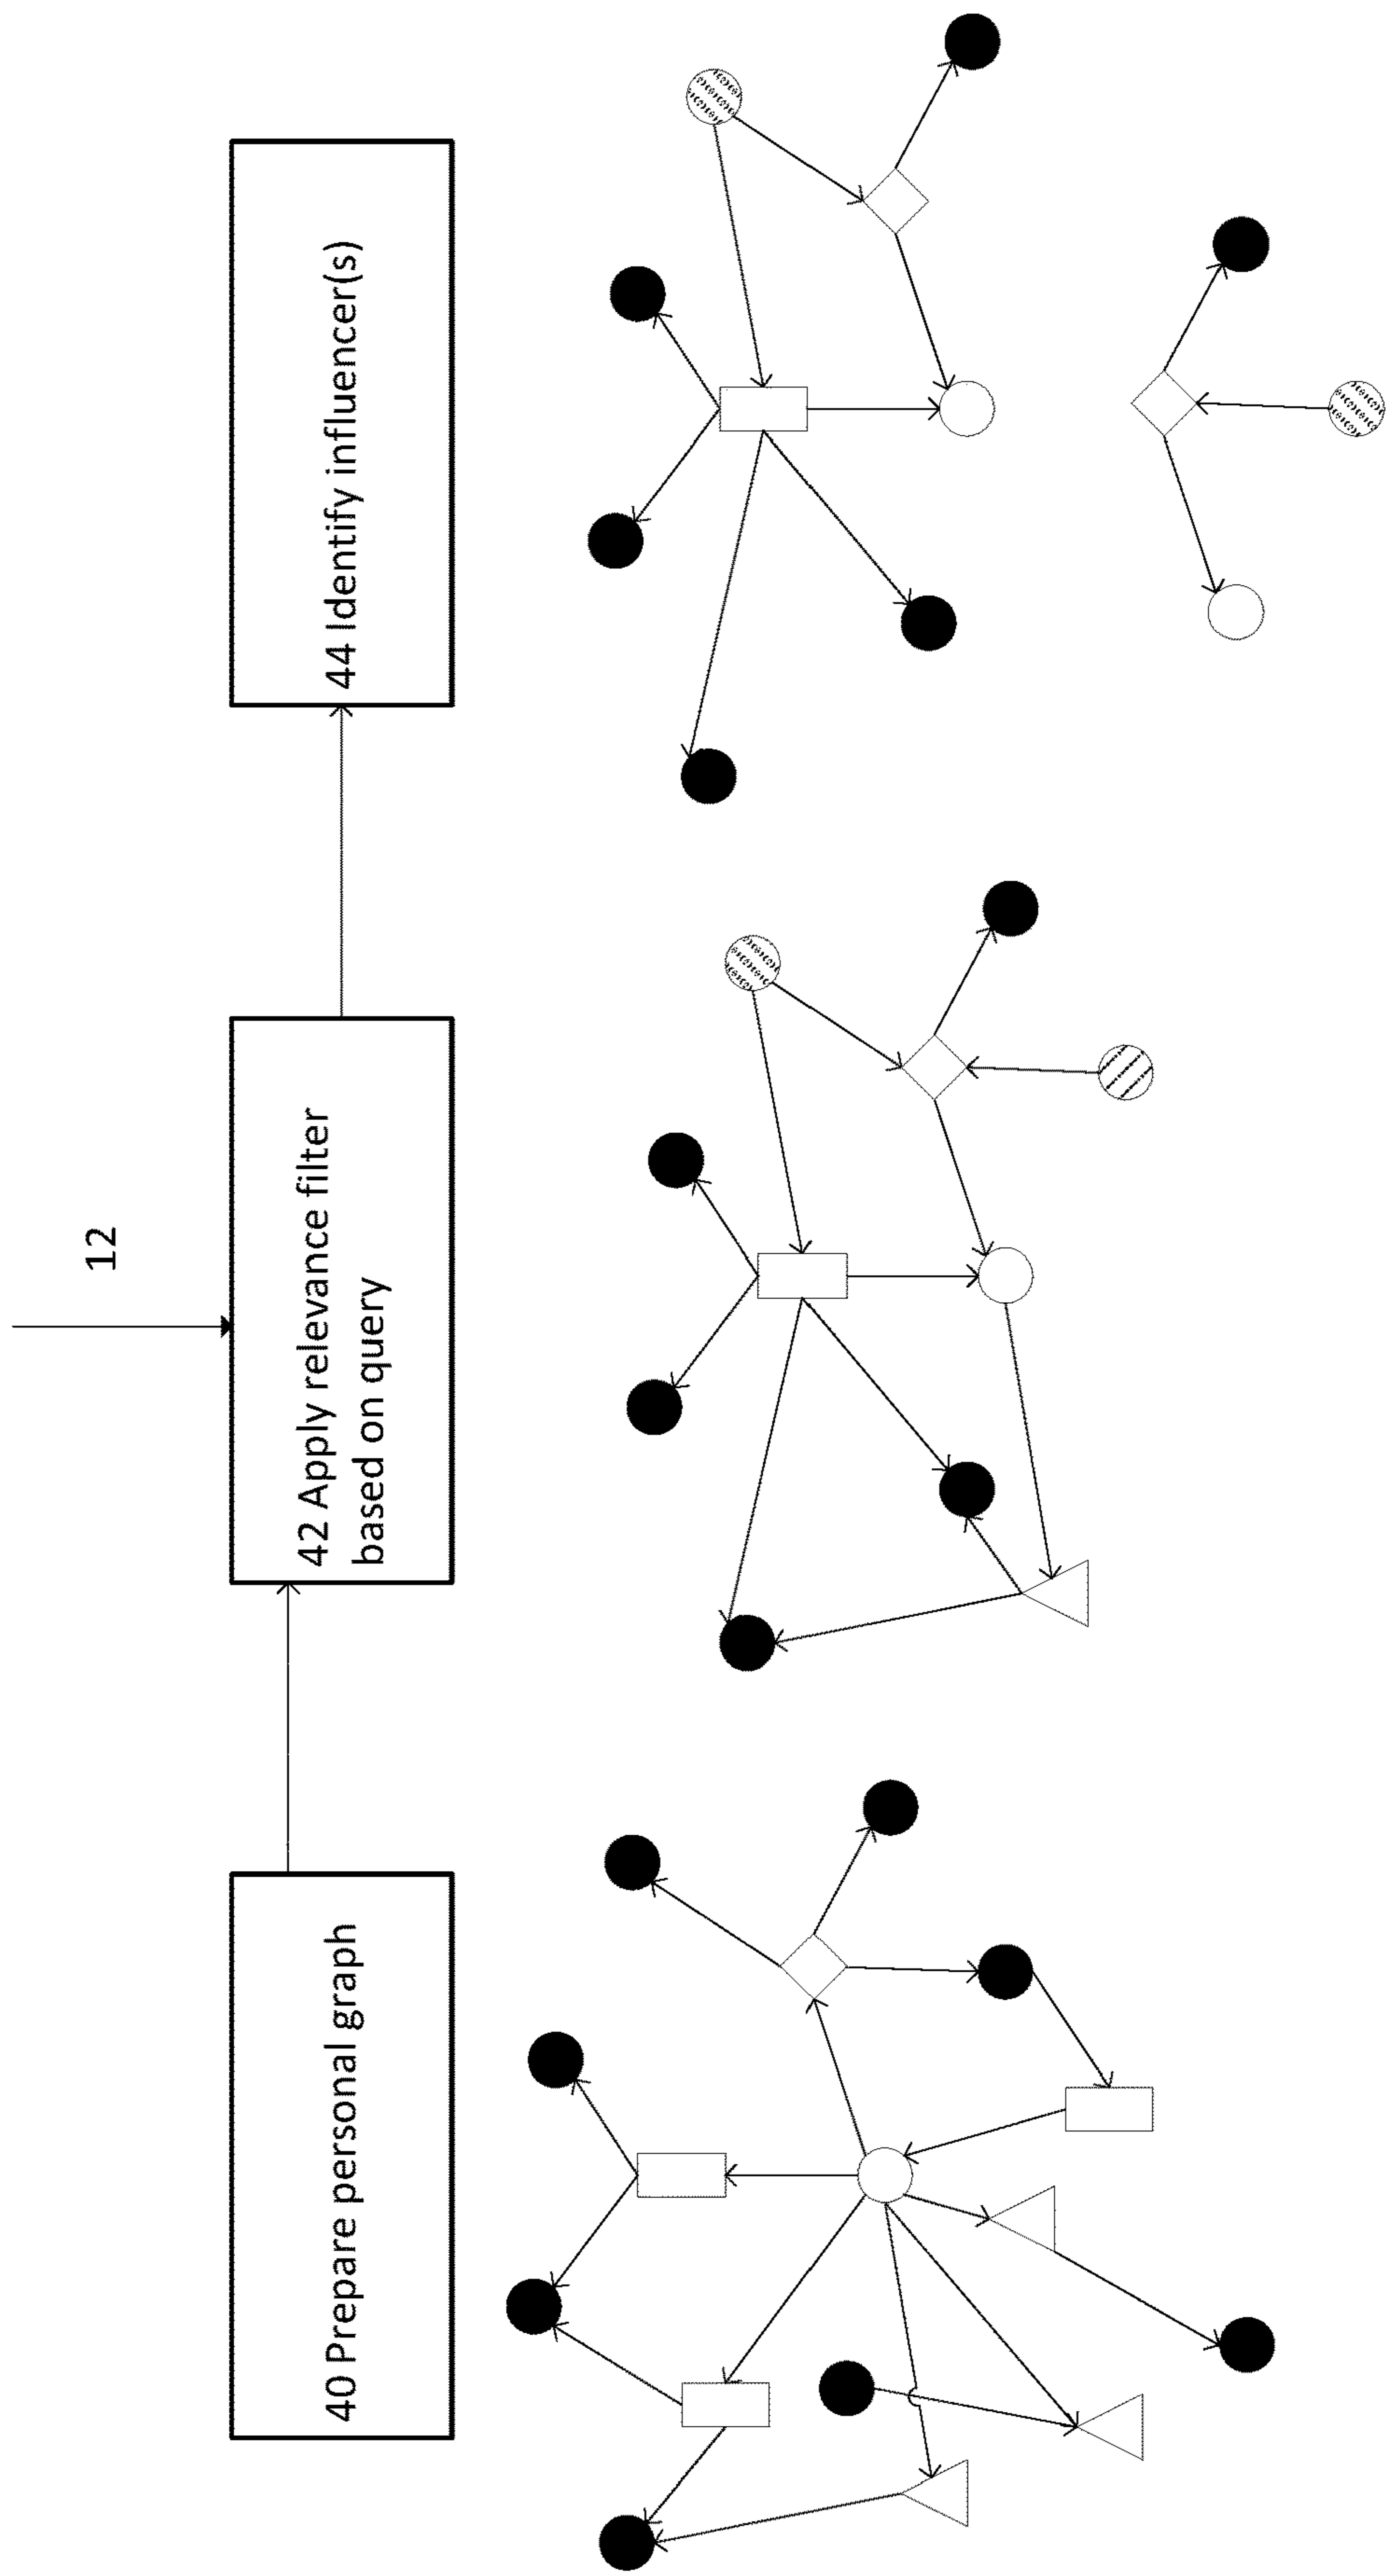 12
40 Prepare personal graph
42 Apply relevance filter
based on query
44 Identify influencer(s)